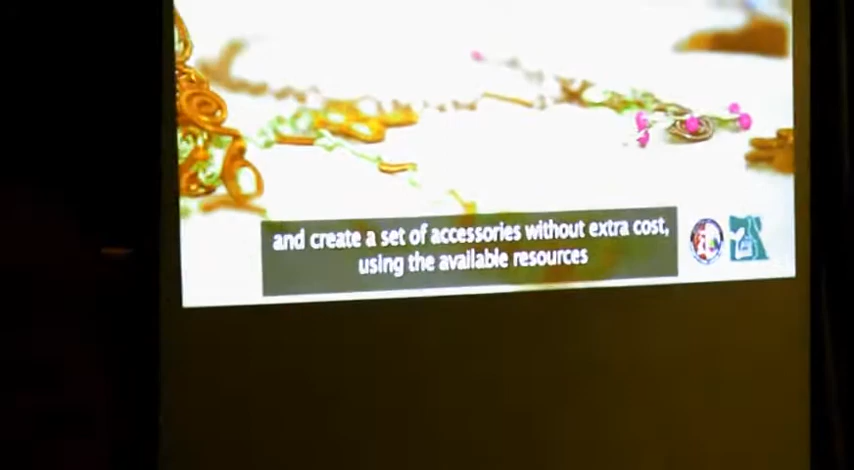 and create a set of accessories without extra cost,
using the available resources